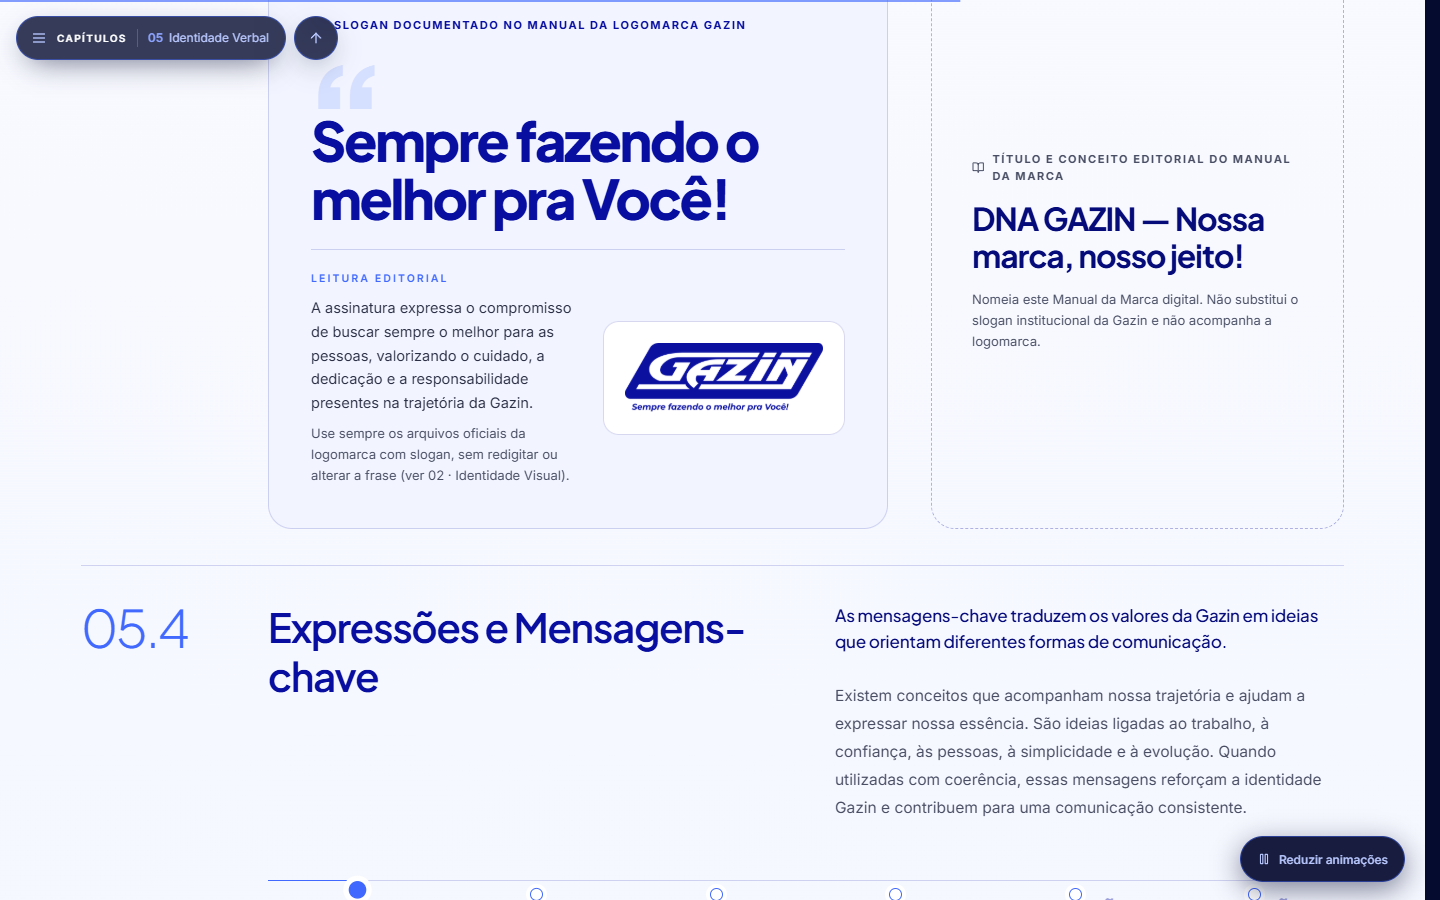 CAPÍTULOS
05 Identidade Verbal
SLOGAN DOCUMENTADO NO MANUAL DA LOGOMARCA GAZIN
“
Sempre fazendo o
melhor pra Você!
LEITURA EDITORIAL
A assinatura expressa o compromisso
de buscar sempre o melhor para as
pessoas, valorizando o cuidado, a
dedicação e a responsabilidade
presentes na trajetória da Gazin.
Use sempre os arquivos oficiais da
logomarca com slogan, sem redigitar ou
alterar a frase (ver 02 · Identidade Visual).
GAZIN
Sempre fazendo o melhor pra Você!
TÍTULO E CONCEITO EDITORIAL DO MANUAL
DA MARCA
DNA GAZIN — Nossa
marca, nosso jeito!
Nomeia este Manual da Marca digital. Não substitui o
slogan institucional da Gazin e não acompanha a
logomarca.
05.4
Expressões e Mensagens-
chave
As mensagens-chave traduzem os valores da Gazin em ideias
que orientam diferentes formas de comunicação.
Existem conceitos que acompanham nossa trajetória e ajudam a
expressar nossa essência. São ideias ligadas ao trabalho, à
confiança, às pessoas, à simplicidade e à evolução. Quando
utilizadas com coerência, essas mensagens reforçam a identidade
Gazin e contribuem para uma comunicação consistente.
Reduzir animações